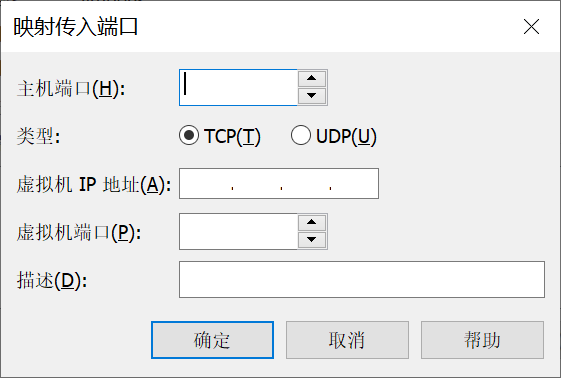 映射传入端口
主机端口(H):
类型: TCP(T) UDP(U)
虚拟机 IP 地址(A): . . .
虚拟机端口(P):
描述(D):
确定 取消 帮助